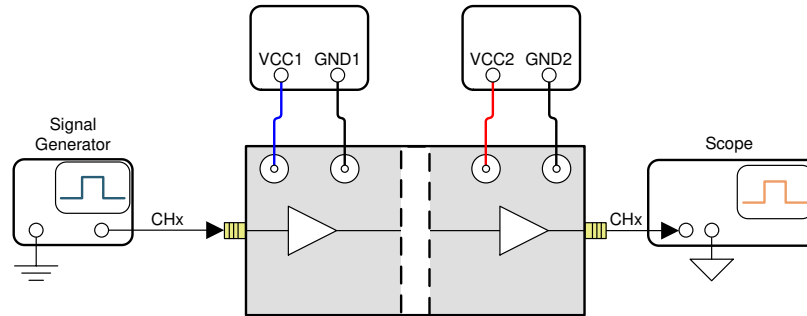 VCC1 GND1
VCC2 GND2
Signal
Generator
Scope
CHx
CHx